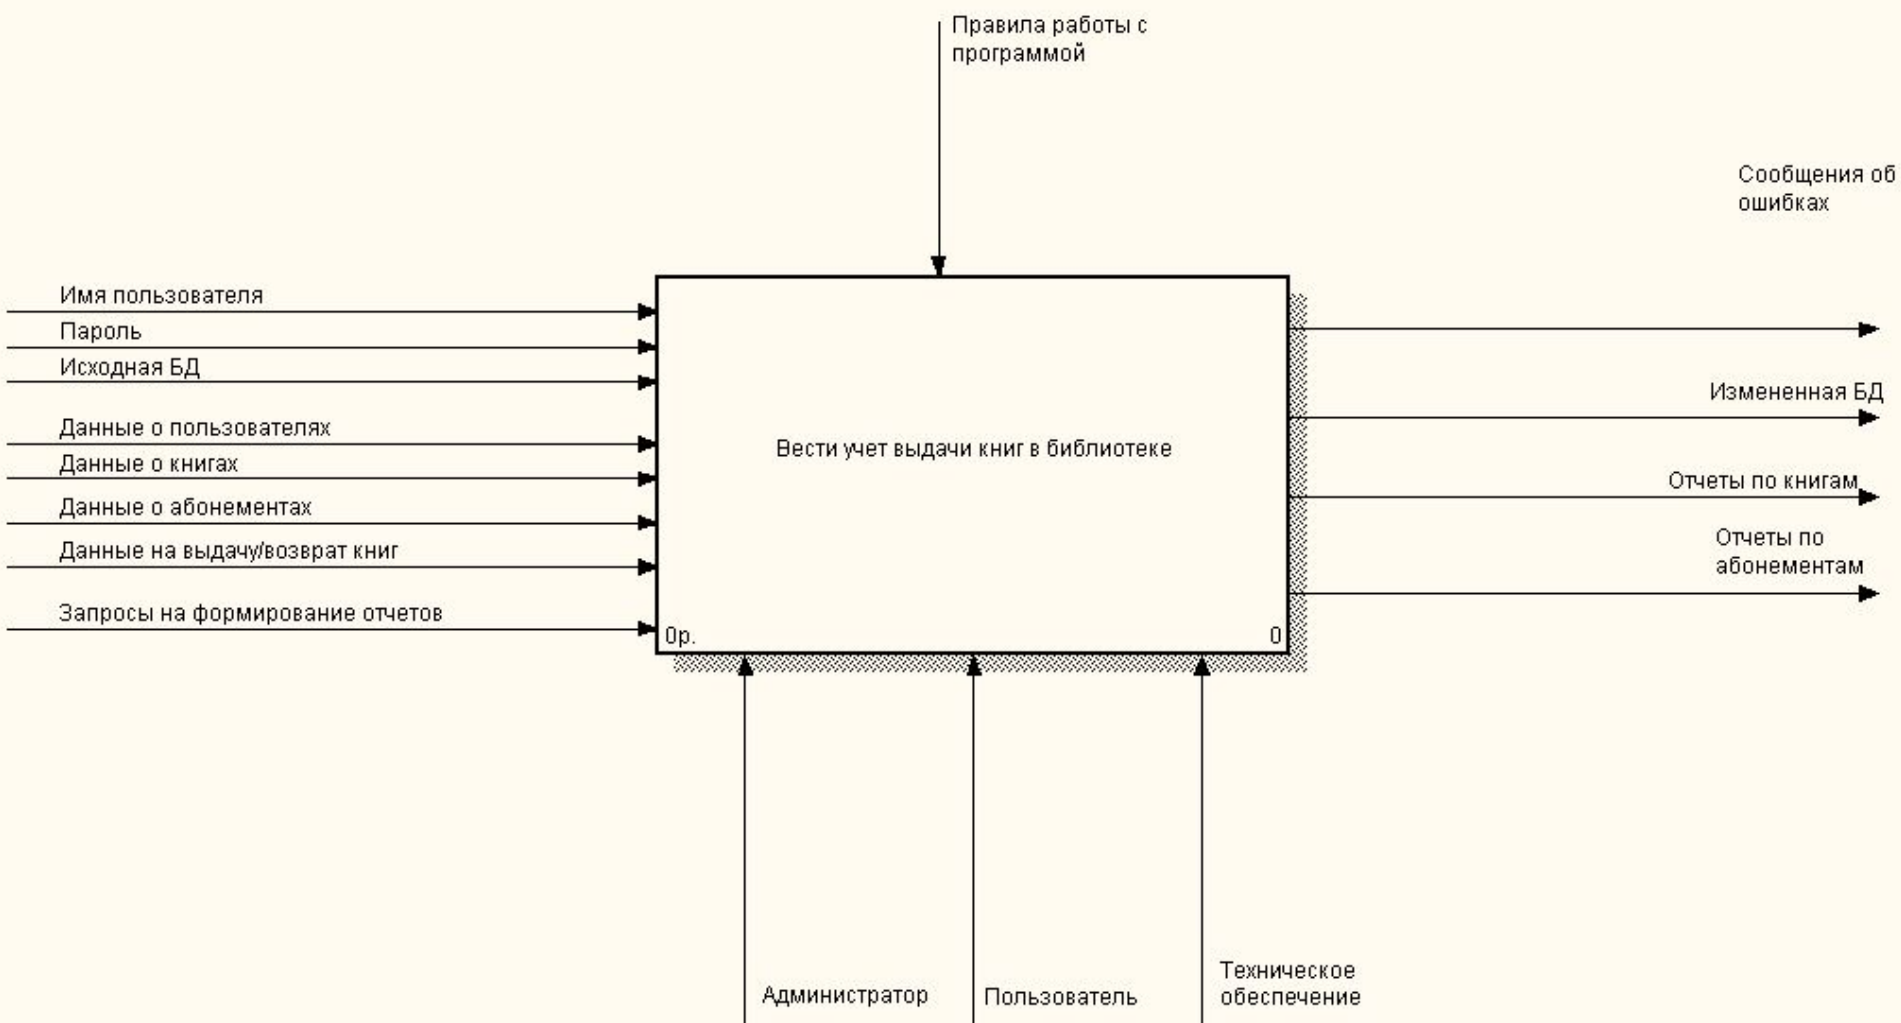 Правила работы с
программой
Сообщения об
ошибках
Имя пользователя
Пароль
Исходная БД
Данные о пользователях
Данные о книгах
Данные о абонементах
Данные на выдачу/возврат книг
Запросы на формирование отчетов
Вести учет выдачи книг в библиотеке
0р.
0
Измененная БД
Отчеты по книгам
Отчеты по
абонементам
Администратор
Пользователь
Техническое
обеспечение